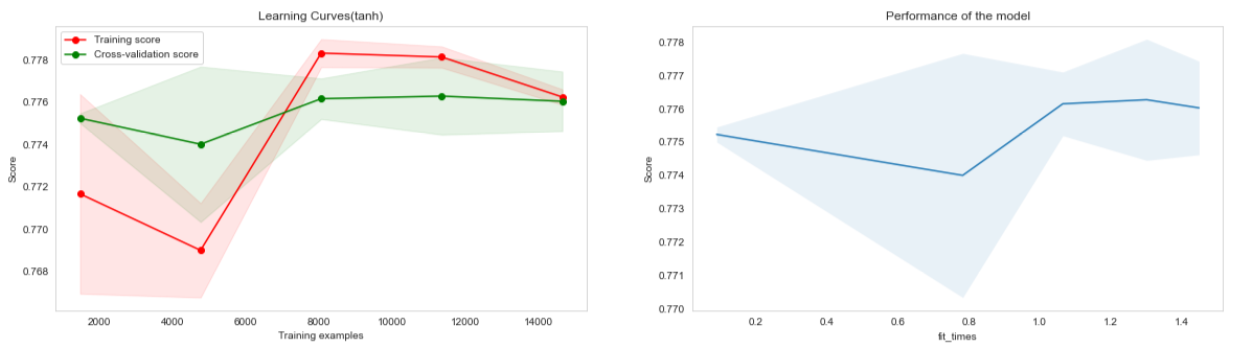 Learning Curves(tanh)
Training score
Cross-validation score
0.778
0.776
0.774
0.772
0.770
0.768
Score
2000 4000 6000 8000 10000 12000 14000
Training examples
Performance of the model
0.778
0.777
0.776
0.775
0.774
0.773
0.772
0.771
0.770
Score
0.2 0.4 0.6 0.8 1.0 1.2 1.4
fit_times